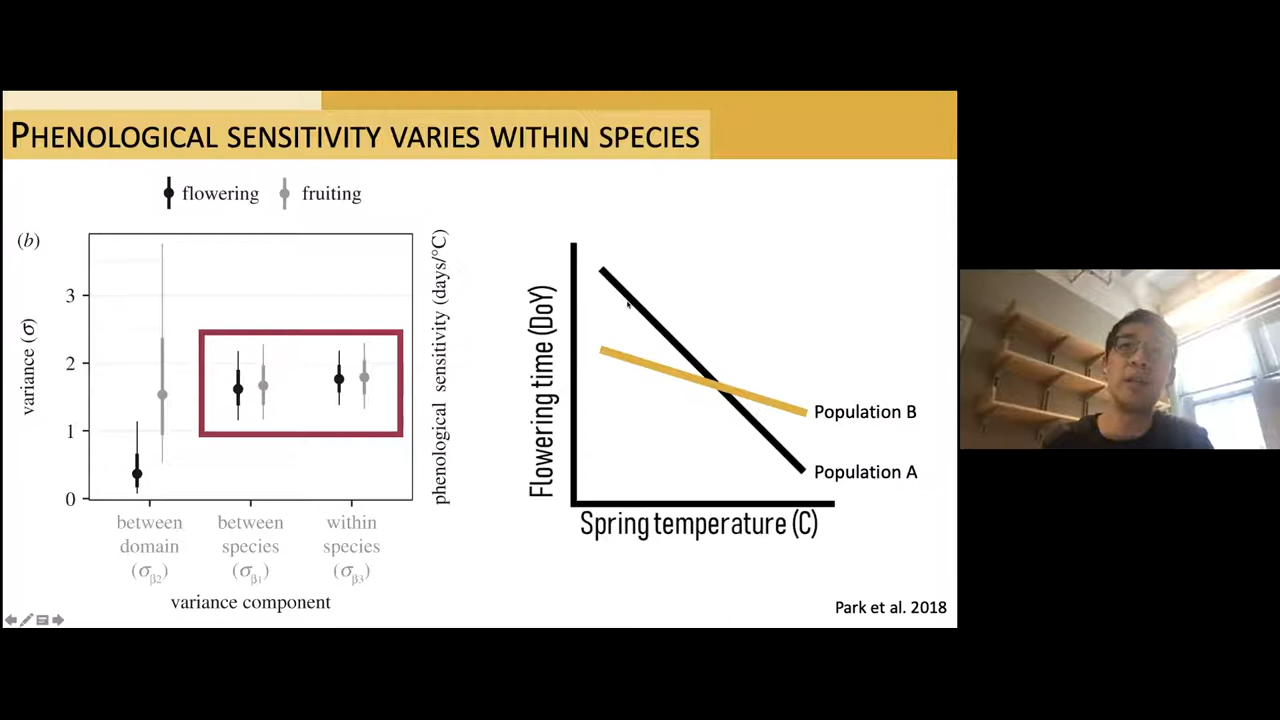 PHENOLOGICAL SENSITIVITY VARIES WITHIN SPECIES
flowering
fruiting
(b)
variance (σ)
3
2
1
0
between domain (σβ2)
between species (σβ1)
within species (σβ3)
variance component
phenological sensitivity (days/°C)
Flowering time (DoY)
Population B
Population A
Spring temperature (C)
Park et al. 2018